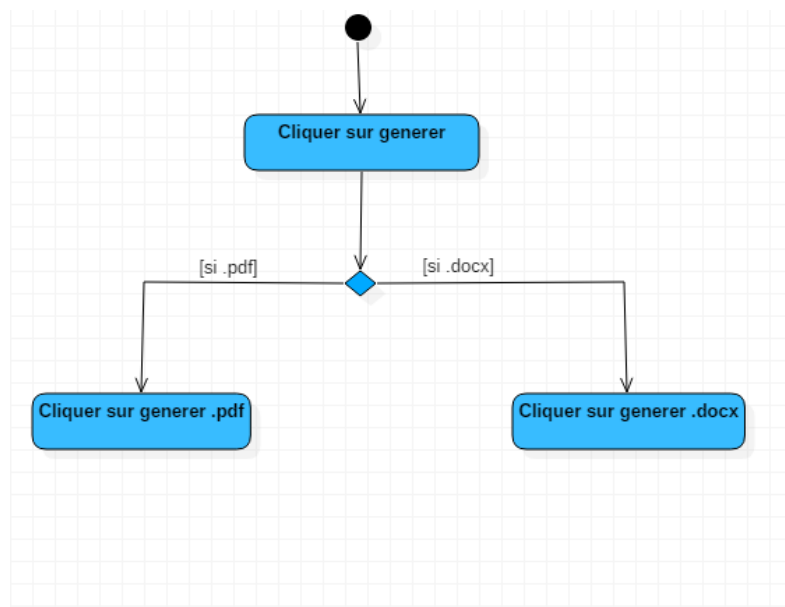 Cliquer sur generer
[si .pdf]
[si .docx]
Cliquer sur generer .pdf
Cliquer sur generer .docx